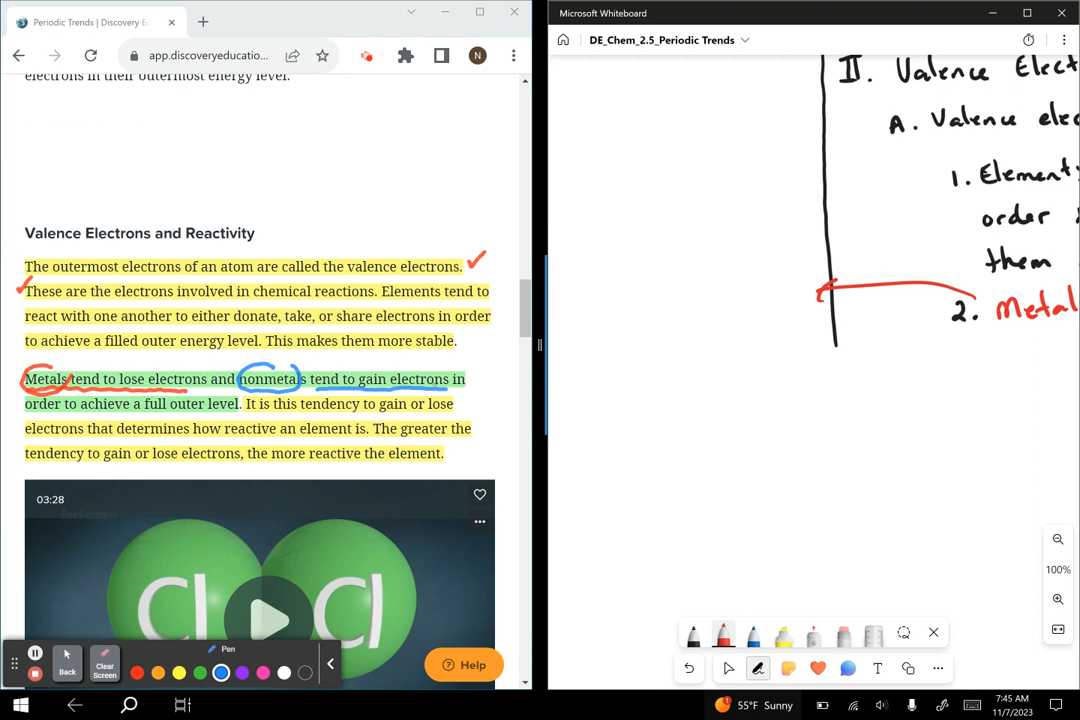 Periodic Trends | Discovery Ed
app.discoveryeducatio...
N
electrons in their outermost energy level.
Valence Electrons and Reactivity
The outermost electrons of an atom are called the valence electrons.
These are the electrons involved in chemical reactions. Elements tend to
react with one another to either donate, take, or share electrons in order
to achieve a filled outer energy level. This makes them more stable.
Metals tend to lose electrons and nonmetals tend to gain electrons in
order to achieve a full outer level. It is this tendency to gain or lose
electrons that determines how reactive an element is. The greater the
tendency to gain or lose electrons, the more reactive the element.
03:28
Cl Cl
Back
Clear
Screen
Pen
Help
Microsoft Whiteboard
DE_Chem_2.5_Periodic Trends
II. Valence Elect
A. Valence elec
1. Elements
order
them
2. Metal
100%
55°F Sunny
7:45 AM
11/7/2023